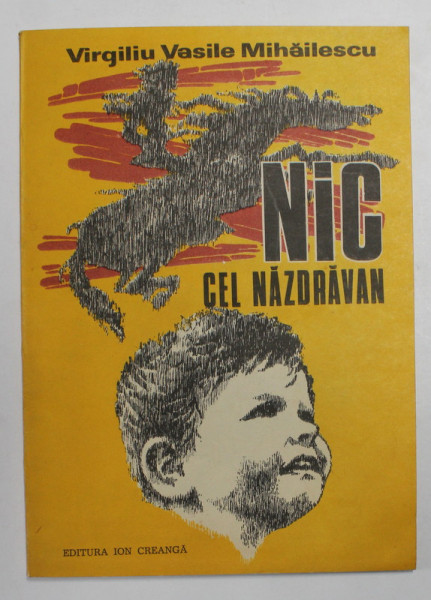 Virgiliu Vasile Mihăilescu
NiC
CEL NĂZDRĂVAN
EDITURA ION CREANGĂ